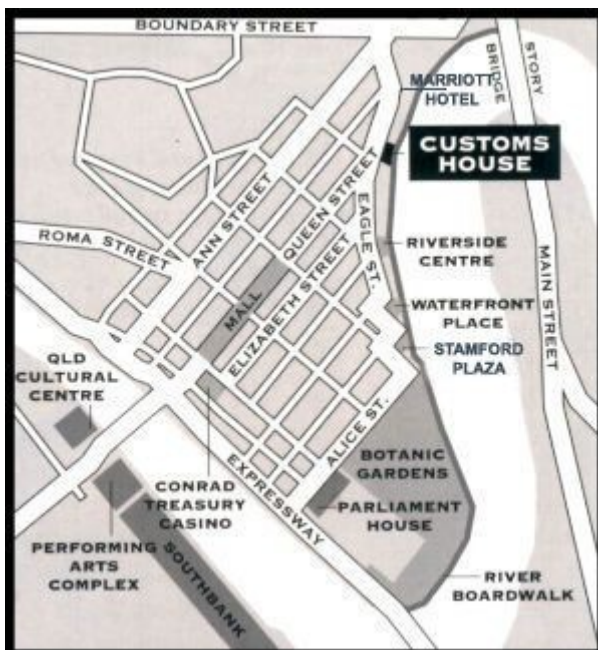 BOUNDARY STREET
STORY
BRIDGE
MARRIOTT
HOTEL
CUSTOMS
HOUSE
ANN STREET
QUEEN STREET
EAGLE ST.
ROMA STREET
RIVERSIDE
CENTRE
MAIN STREET
MALL
ELIZABETH STREET
WATERFRONT
PLACE
STAMFORD
PLAZA
QLD
CULTURAL
CENTRE
ALICE ST.
BOTANIC
GARDENS
EXPRESSWAY
CONRAD
TREASURY
CASINO
PARLIAMENT
HOUSE
PERFORMING
ARTS
COMPLEX
SOUTHBANK
RIVER
BOARDWALK